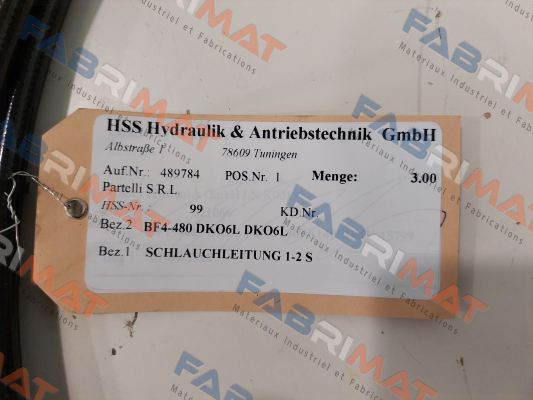 HSS Hydraulik & Antriebstechnik GmbH
Albstraße 1 78609 Tuningen
Auf.Nr.: 489784 POS.Nr. 1 Menge: 3.00
Partelli S.R.L.
HSS-Nr.: 99 KD.Nr.
Bez.2 BF4-480 DKO6L DKO6L
Bez.1 SCHLAUCHLEITUNG 1-2 S
FABRIMAT
Materiaux Industriel et Fabrications